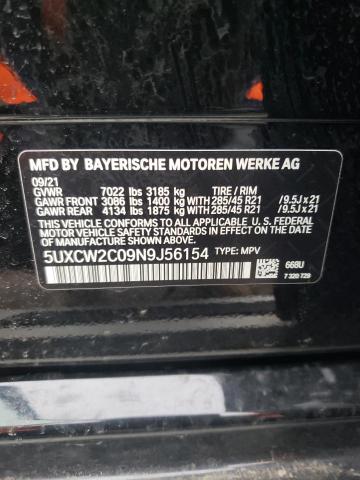 MFD BY BAYERISCHE MOTOREN WERKE AG
09/21
GVWR 7022 lbs 3185 kg TIRE / RIM
GAWR FRONT 3086 lbs 1400 kg WITH 285/45 R21 /9.5J x 21
GAWR REAR 4134 lbs 1875 kg WITH 285/45 R21 /9.5J x 21
THIS VEHICLE CONFORMS TO ALL APPLICABLE U. S. FEDERAL
MOTOR VEHICLE SAFETY STANDARDS IN EFFECT ON THE
DATE OF MANUFACTURE SHOWN ABOVE.
5UXCW2C09N9J56154 TYPE: MPV
668U
7 320 729